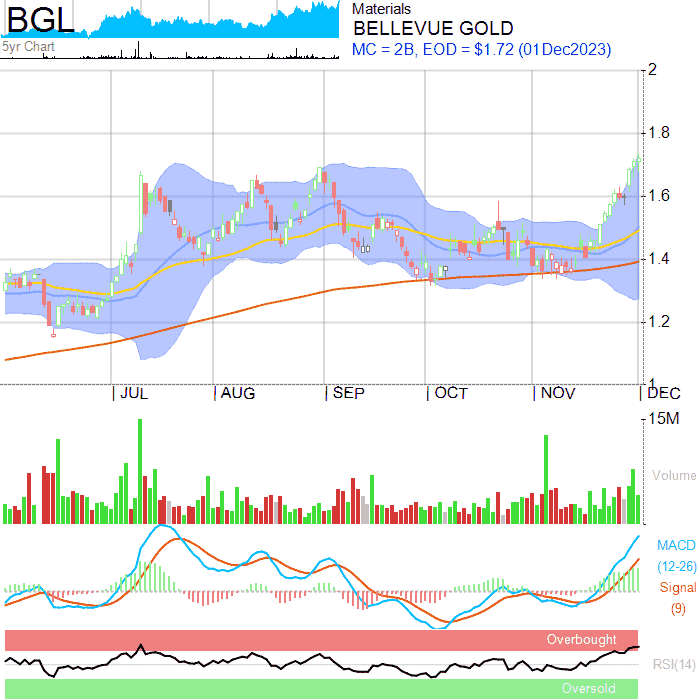 BGL
5yr Chart
Materials
BELLEVUE GOLD
MC = 2B, EOD = $1.72 (01Dec2023)
2
1.8
1.6
1.4
1.2
1
JUL AUG SEP OCT NOV DEC
15M
Volume
MACD
(12-26)
Signal
(9)
Overbought
RSI(14)
Oversold